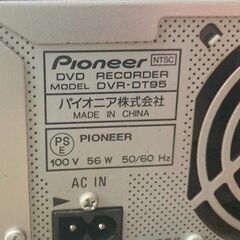 Pioneer NTSC
DVD RECORDER
MODEL DVR-DT95
パイオニア株式会社
MADE IN CHINA
PS E PIONEER
100 V 56 W 50/60 Hz
AC IN